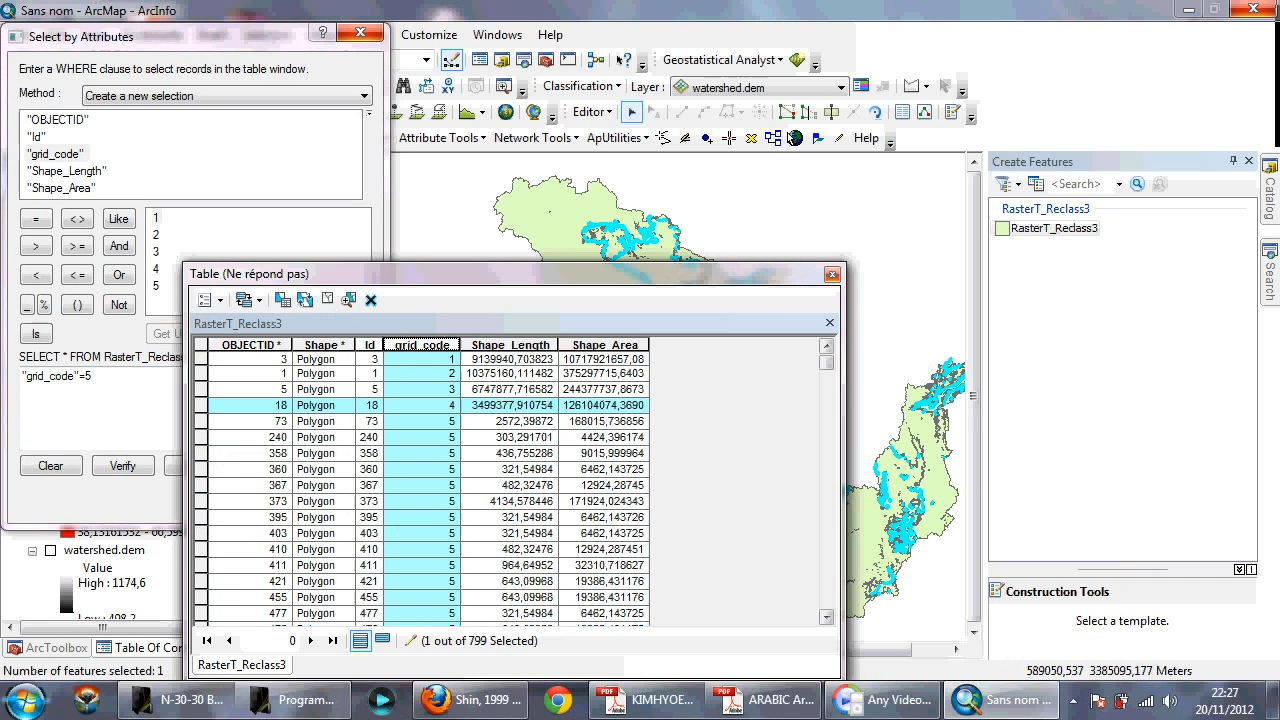 Sans nom - ArcMap - ArcInfo
Select by Attributes
Customize Windows Help
Enter a WHERE clause to select records in the table window.
Method : Create a new selection
Geostatistical Analyst
Classification Layer : watershed.dem
Editor
Attribute Tools Network Tools ApUtilities Help
"OBJECTID"
"Id"
"grid_code"
"Shape_Length"
"Shape_Area"
= < > Like
> > = And
< < = Or
_ % ( ) Not
Is
1
2
3
4
5
Get U
SELECT * FROM RasterT_Reclass
"grid_code"=5
Clear Verify
Create Features
<Search>
RasterT_Reclass3
RasterT_Reclass3
Catalog
Search
Table (Ne répond pas)
RasterT_Reclass3
OBJECTID * Shape * Id grid_code Shape_Length Shape_Area
3 Polygon 3 1 9139940,703823 10717921657,08
1 Polygon 1 2 10375160,111482 375297715,6403
5 Polygon 5 3 6747877,716582 244377737,8673
18 Polygon 18 4 3499377,910754 126104074,3690
73 Polygon 73 5 2572,39872 168015,736856
240 Polygon 240 5 303,291701 4424,396174
358 Polygon 358 5 436,755286 9015,999964
360 Polygon 360 5 321,54984 6462,143725
367 Polygon 367 5 482,32476 12924,28745
373 Polygon 373 5 4134,578446 171924,024343
395 Polygon 395 5 321,54984 6462,143726
403 Polygon 403 5 321,54984 6462,143725
410 Polygon 410 5 482,32476 12924,287451
411 Polygon 411 5 964,64952 32310,718627
421 Polygon 421 5 643,09968 19386,431176
455 Polygon 455 5 643,09968 19386,431176
477 Polygon 477 5 321,54984 6462,143725
0 (1 out of 799 Selected)
RasterT_Reclass3
watershed.dem
Value
High : 1174,6
ArcToolbox Table Of Con
Number of features selected: 1
Construction Tools
Select a template.
589050,537 3385095,177 Meters
N-30-30 B... Program... Shin, 1999 ... KIMHYOE... ARABIC Ar... Any Video... Sans nom ...
22:27
20/11/2012